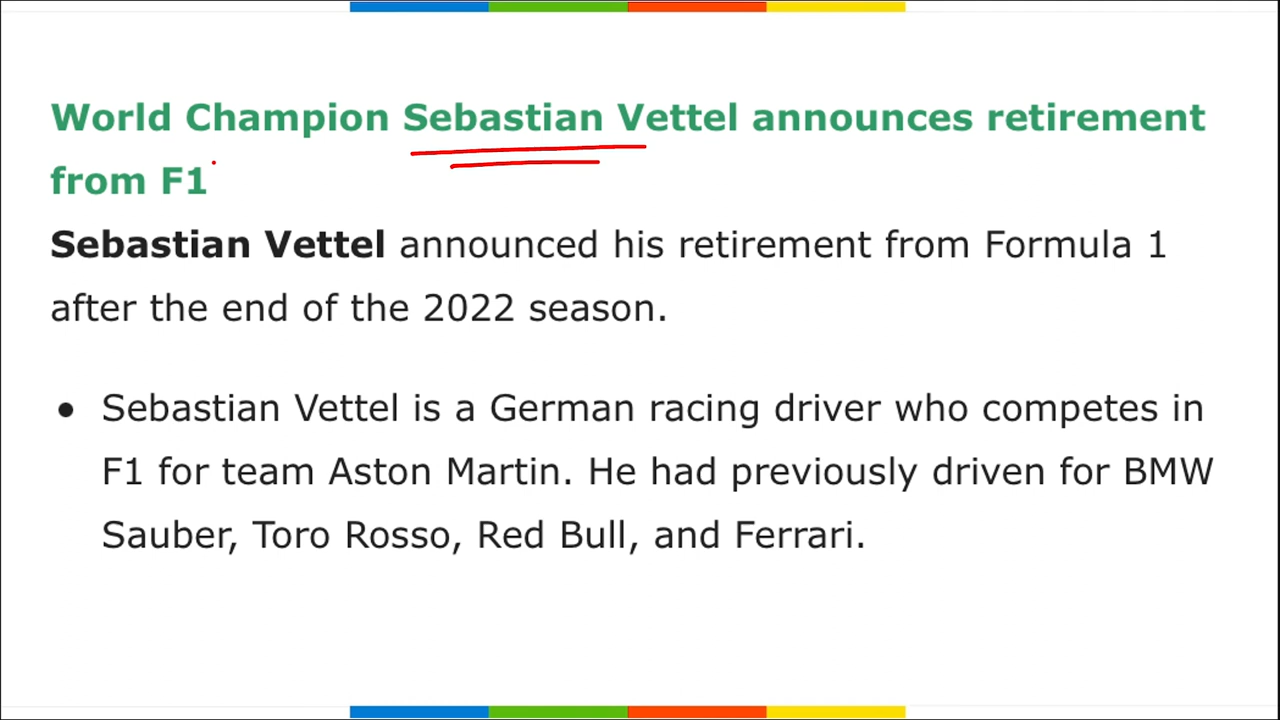 World Champion Sebastian Vettel announces retirement
from F1
Sebastian Vettel announced his retirement from Formula 1
after the end of the 2022 season.
● Sebastian Vettel is a German racing driver who competes in
F1 for team Aston Martin. He had previously driven for BMW
Sauber, Toro Rosso, Red Bull, and Ferrari.